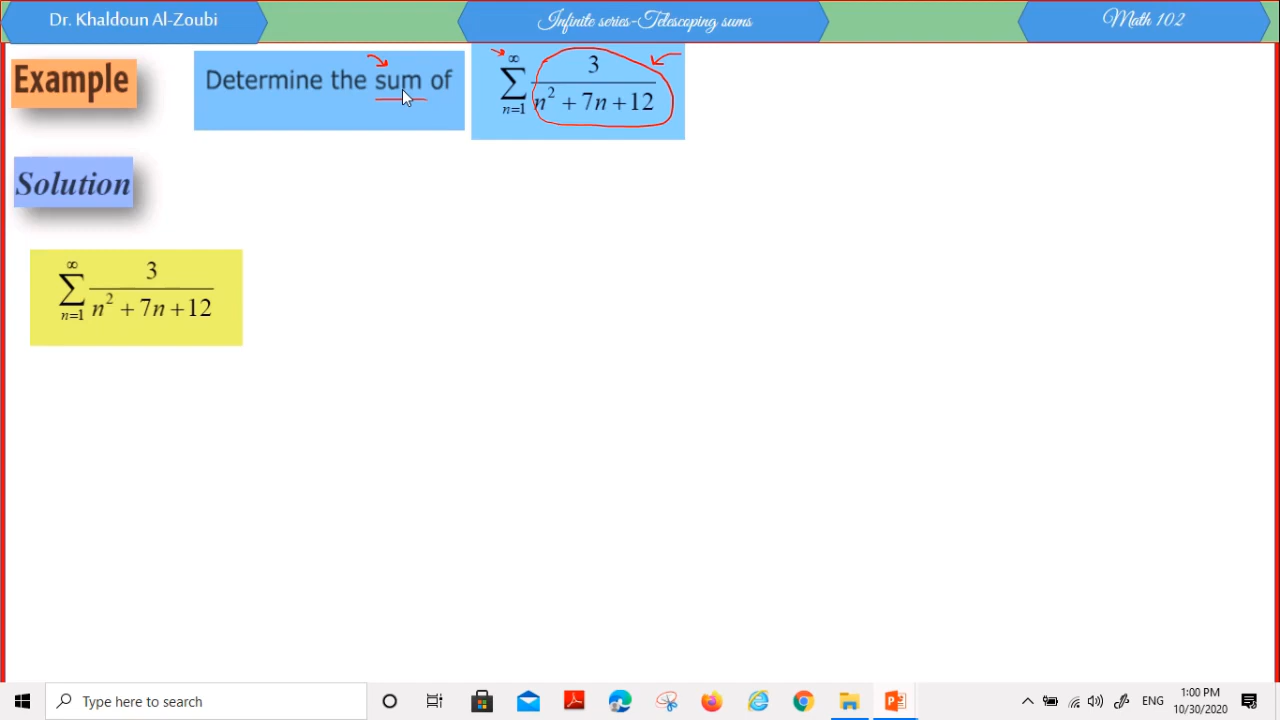 Dr. Khaldoun Al-Zoubi
Infinite series-Telescoping sums
Math 102
Example
Determine the sum of
∞
∑
n=1
3
n² + 7n + 12
Solution
∞
∑
n=1
3
n² + 7n + 12
Type here to search
ENG
1:00 PM
10/30/2020